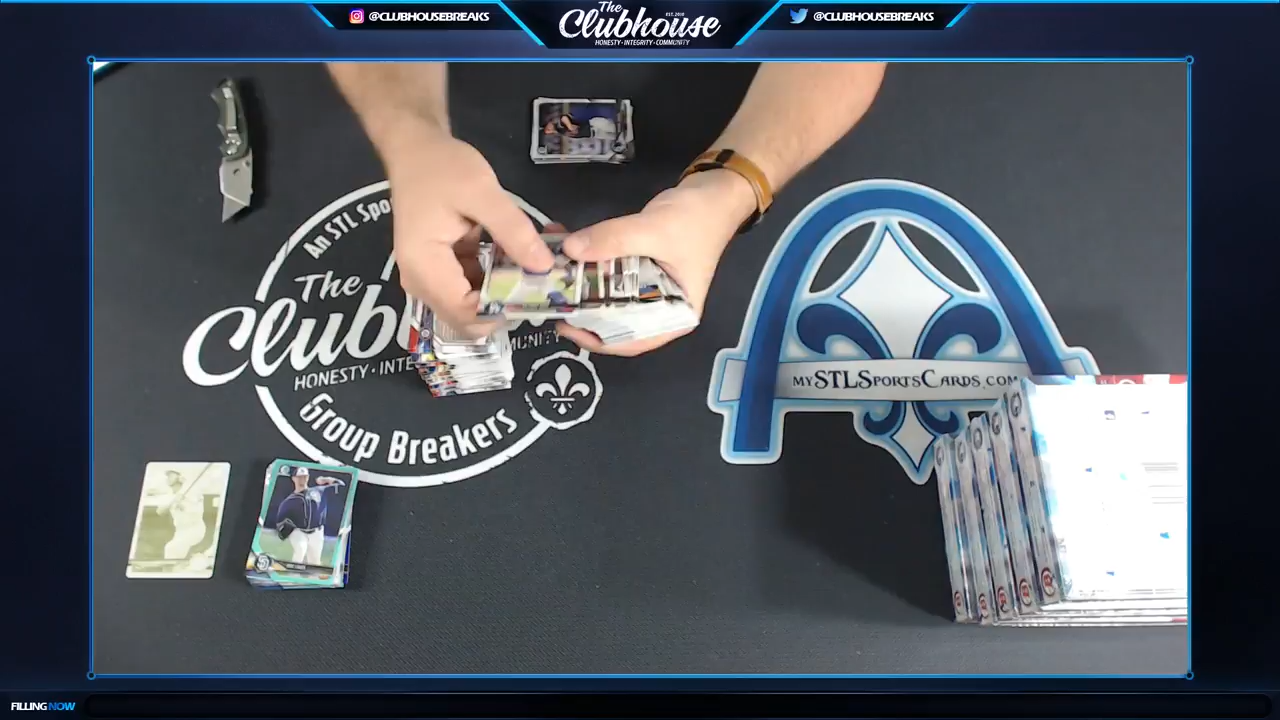 @CLUBHOUSEBREAKS
The
EST. 2018
Clubhouse
HONESTY • INTEGRITY • COMMUNITY
@CLUBHOUSEBREAKS
An STL Spo
The
Club
HONESTY • INTE
MUNITY
Group Breakers
MYSTLSPORTSCARDS.COM
FILLING NOW